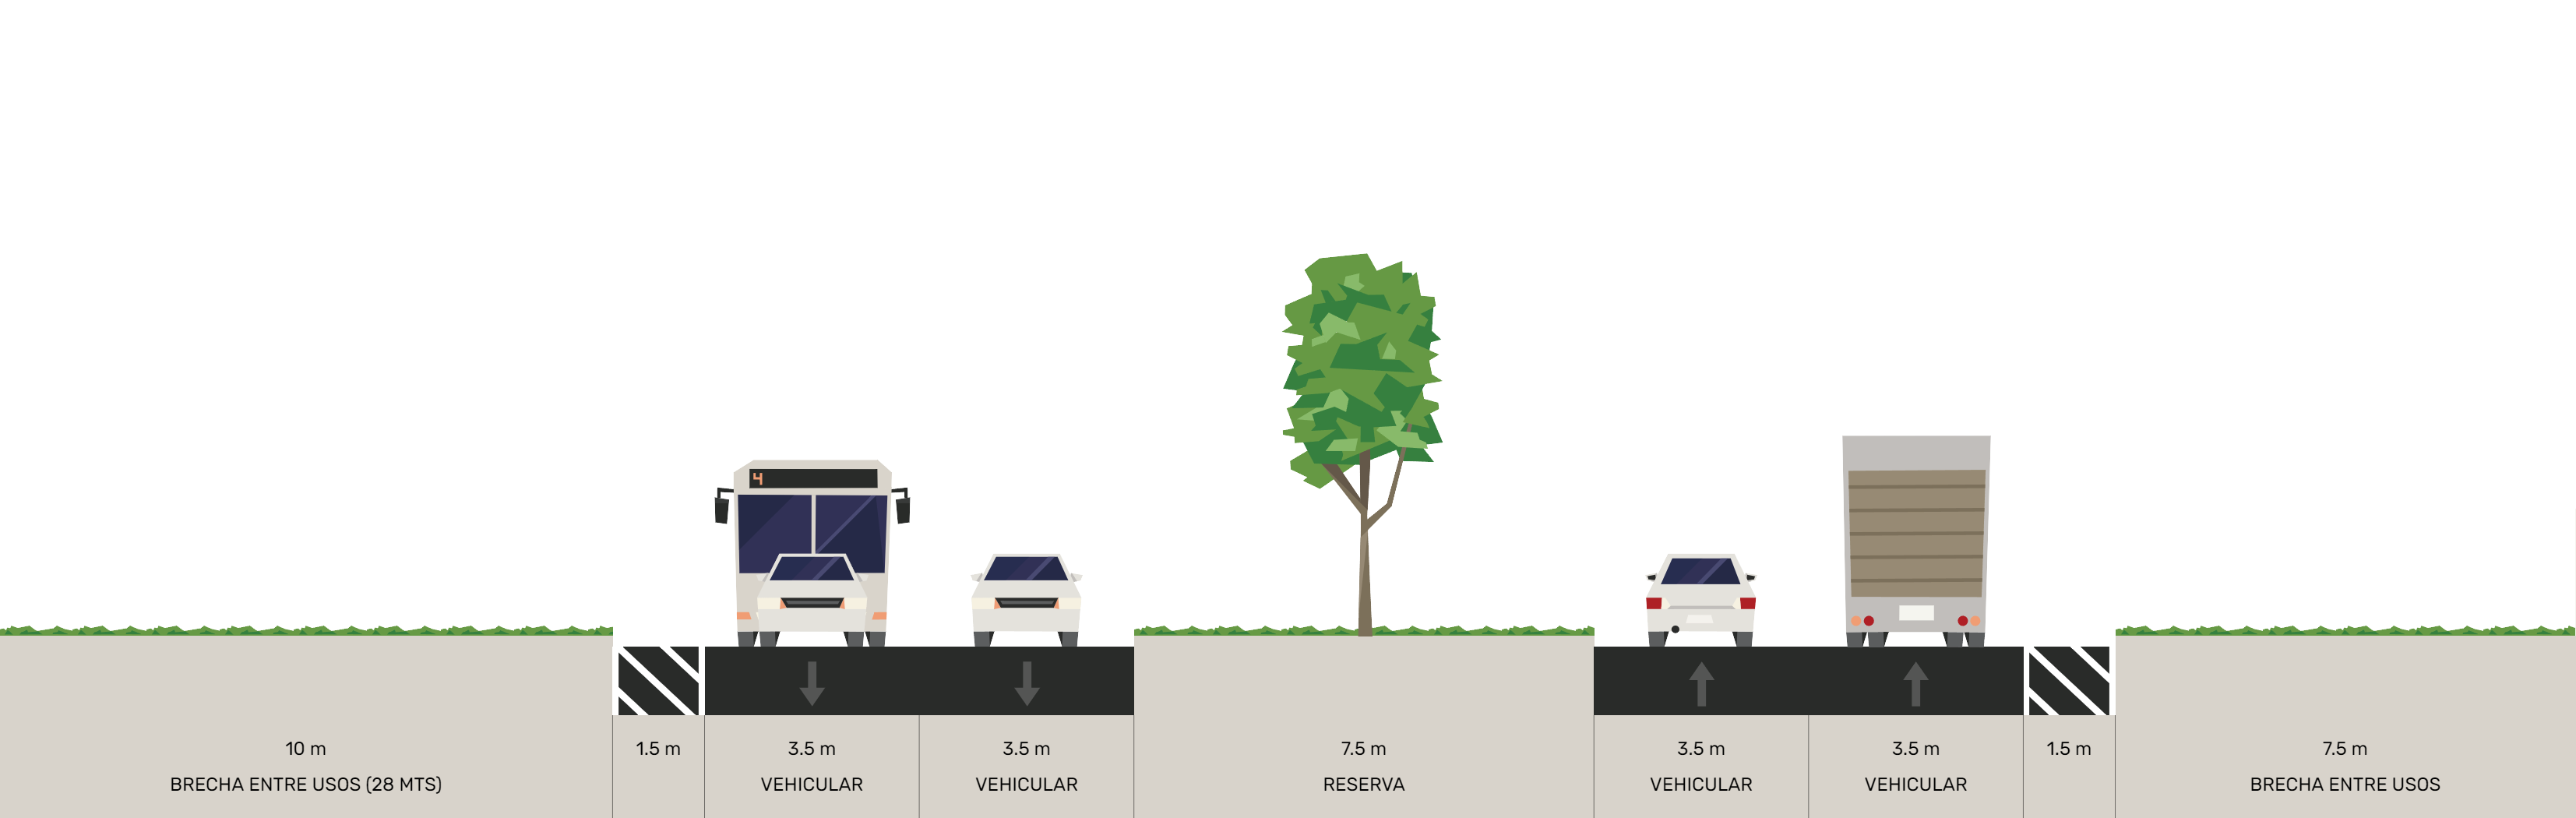 4
10 m
BRECHA ENTRE USOS (28 MTS)
1.5 m
3.5 m
VEHICULAR
3.5 m
VEHICULAR
7.5 m
RESERVA
3.5 m
VEHICULAR
3.5 m
VEHICULAR
1.5 m
7.5 m
BRECHA ENTRE USOS